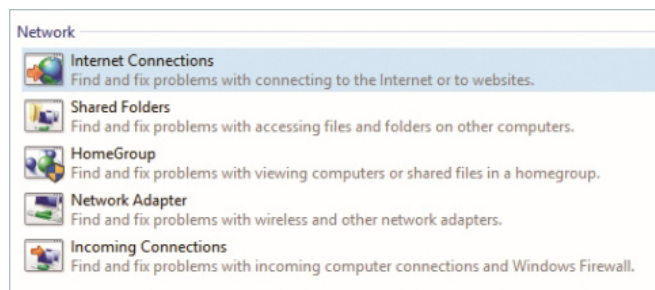 Network
Internet Connections
Find and fix problems with connecting to the Internet or to websites.
Shared Folders
Find and fix problems with accessing files and folders on other computers.
HomeGroup
Find and fix problems with viewing computers or shared files in a homegroup.
Network Adapter
Find and fix problems with wireless and other network adapters.
Incoming Connections
Find and fix problems with incoming computer connections and Windows Firewall.